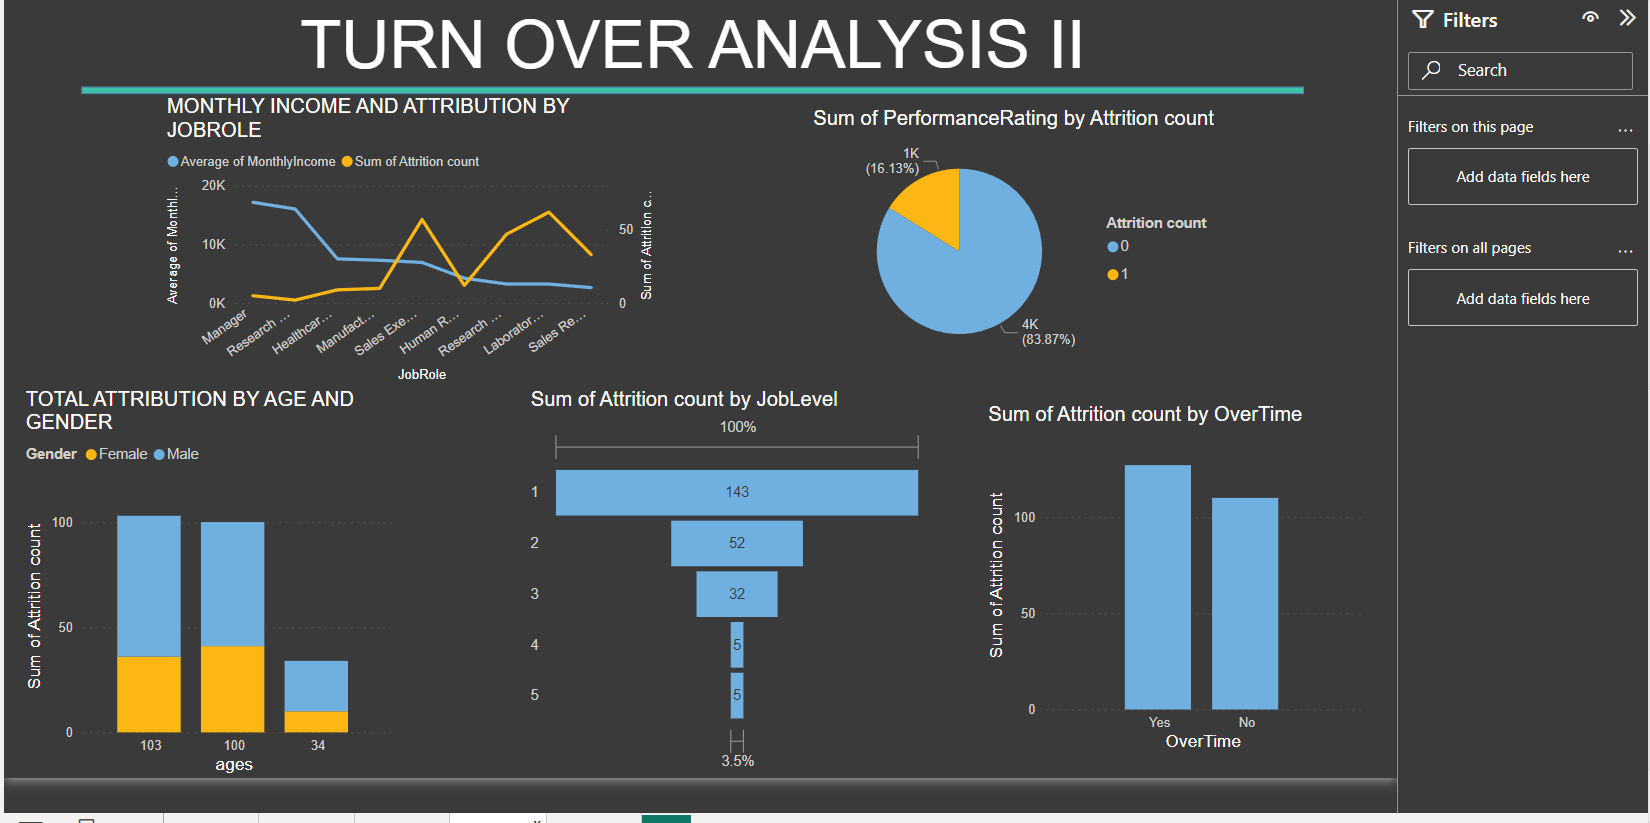 TURN OVER ANALYSIS II
MONTHLY INCOME AND ATTRIBUTION BY
JOBROLE
Average of MonthlyIncome Sum of Attrition count
Average of Monthl...
20K
10K
0K
Sum of Attrition c...
50
0
Manager
Research ...
Healthcar...
Manufact...
Sales Exe...
Human R...
Research ...
Laborator...
Sales Re...
JobRole
Sum of PerformanceRating by Attrition count
1K
(16.13%)
4K
(83.87%)
Attrition count
0
1
TOTAL ATTRIBUTION BY AGE AND
GENDER
Gender Female Male
Sum of Attrition count
100
50
0
103 100 34
ages
Sum of Attrition count by JobLevel
100%
1 143
2 52
3 32
4 5
5 5
3.5%
Sum of Attrition count by OverTime
Sum of Attrition count
100
50
0
Yes No
OverTime
Filters
Search
Filters on this page ...
Add data fields here
Filters on all pages ...
Add data fields here